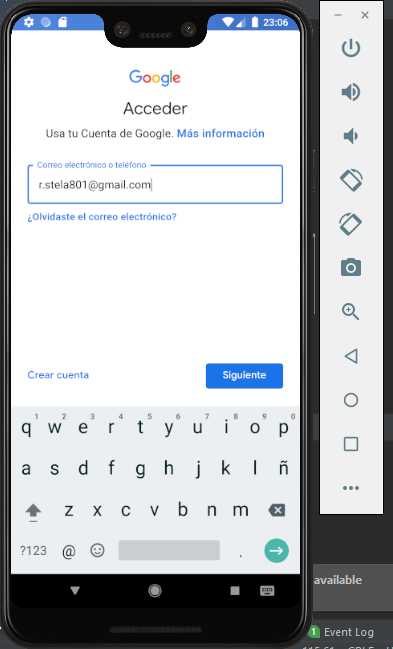 23:06
Google
Acceder
Usa tu Cuenta de Google. Más información
Correo electrónico o teléfono
r.stela801@gmail.com
¿Olvidaste el correo electrónico?
Crear cuenta
Siguiente
1 2 3 4 5 6 7 8 9 0
q w e r t y u i o p
a s d f g h j k l ñ
z x c v b n m
?123 @ .
available
1 Event Log